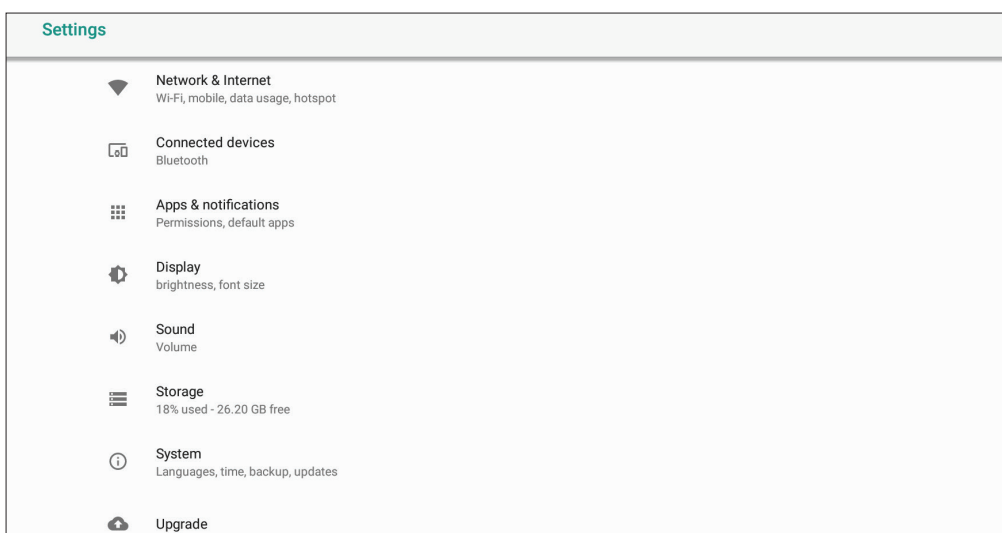 Settings
Network & Internet
Wi-Fi, mobile, data usage, hotspot
Connected devices
Bluetooth
Apps & notifications
Permissions, default apps
Display
brightness, font size
Sound
Volume
Storage
18% used - 26.20 GB free
System
Languages, time, backup, updates
Upgrade